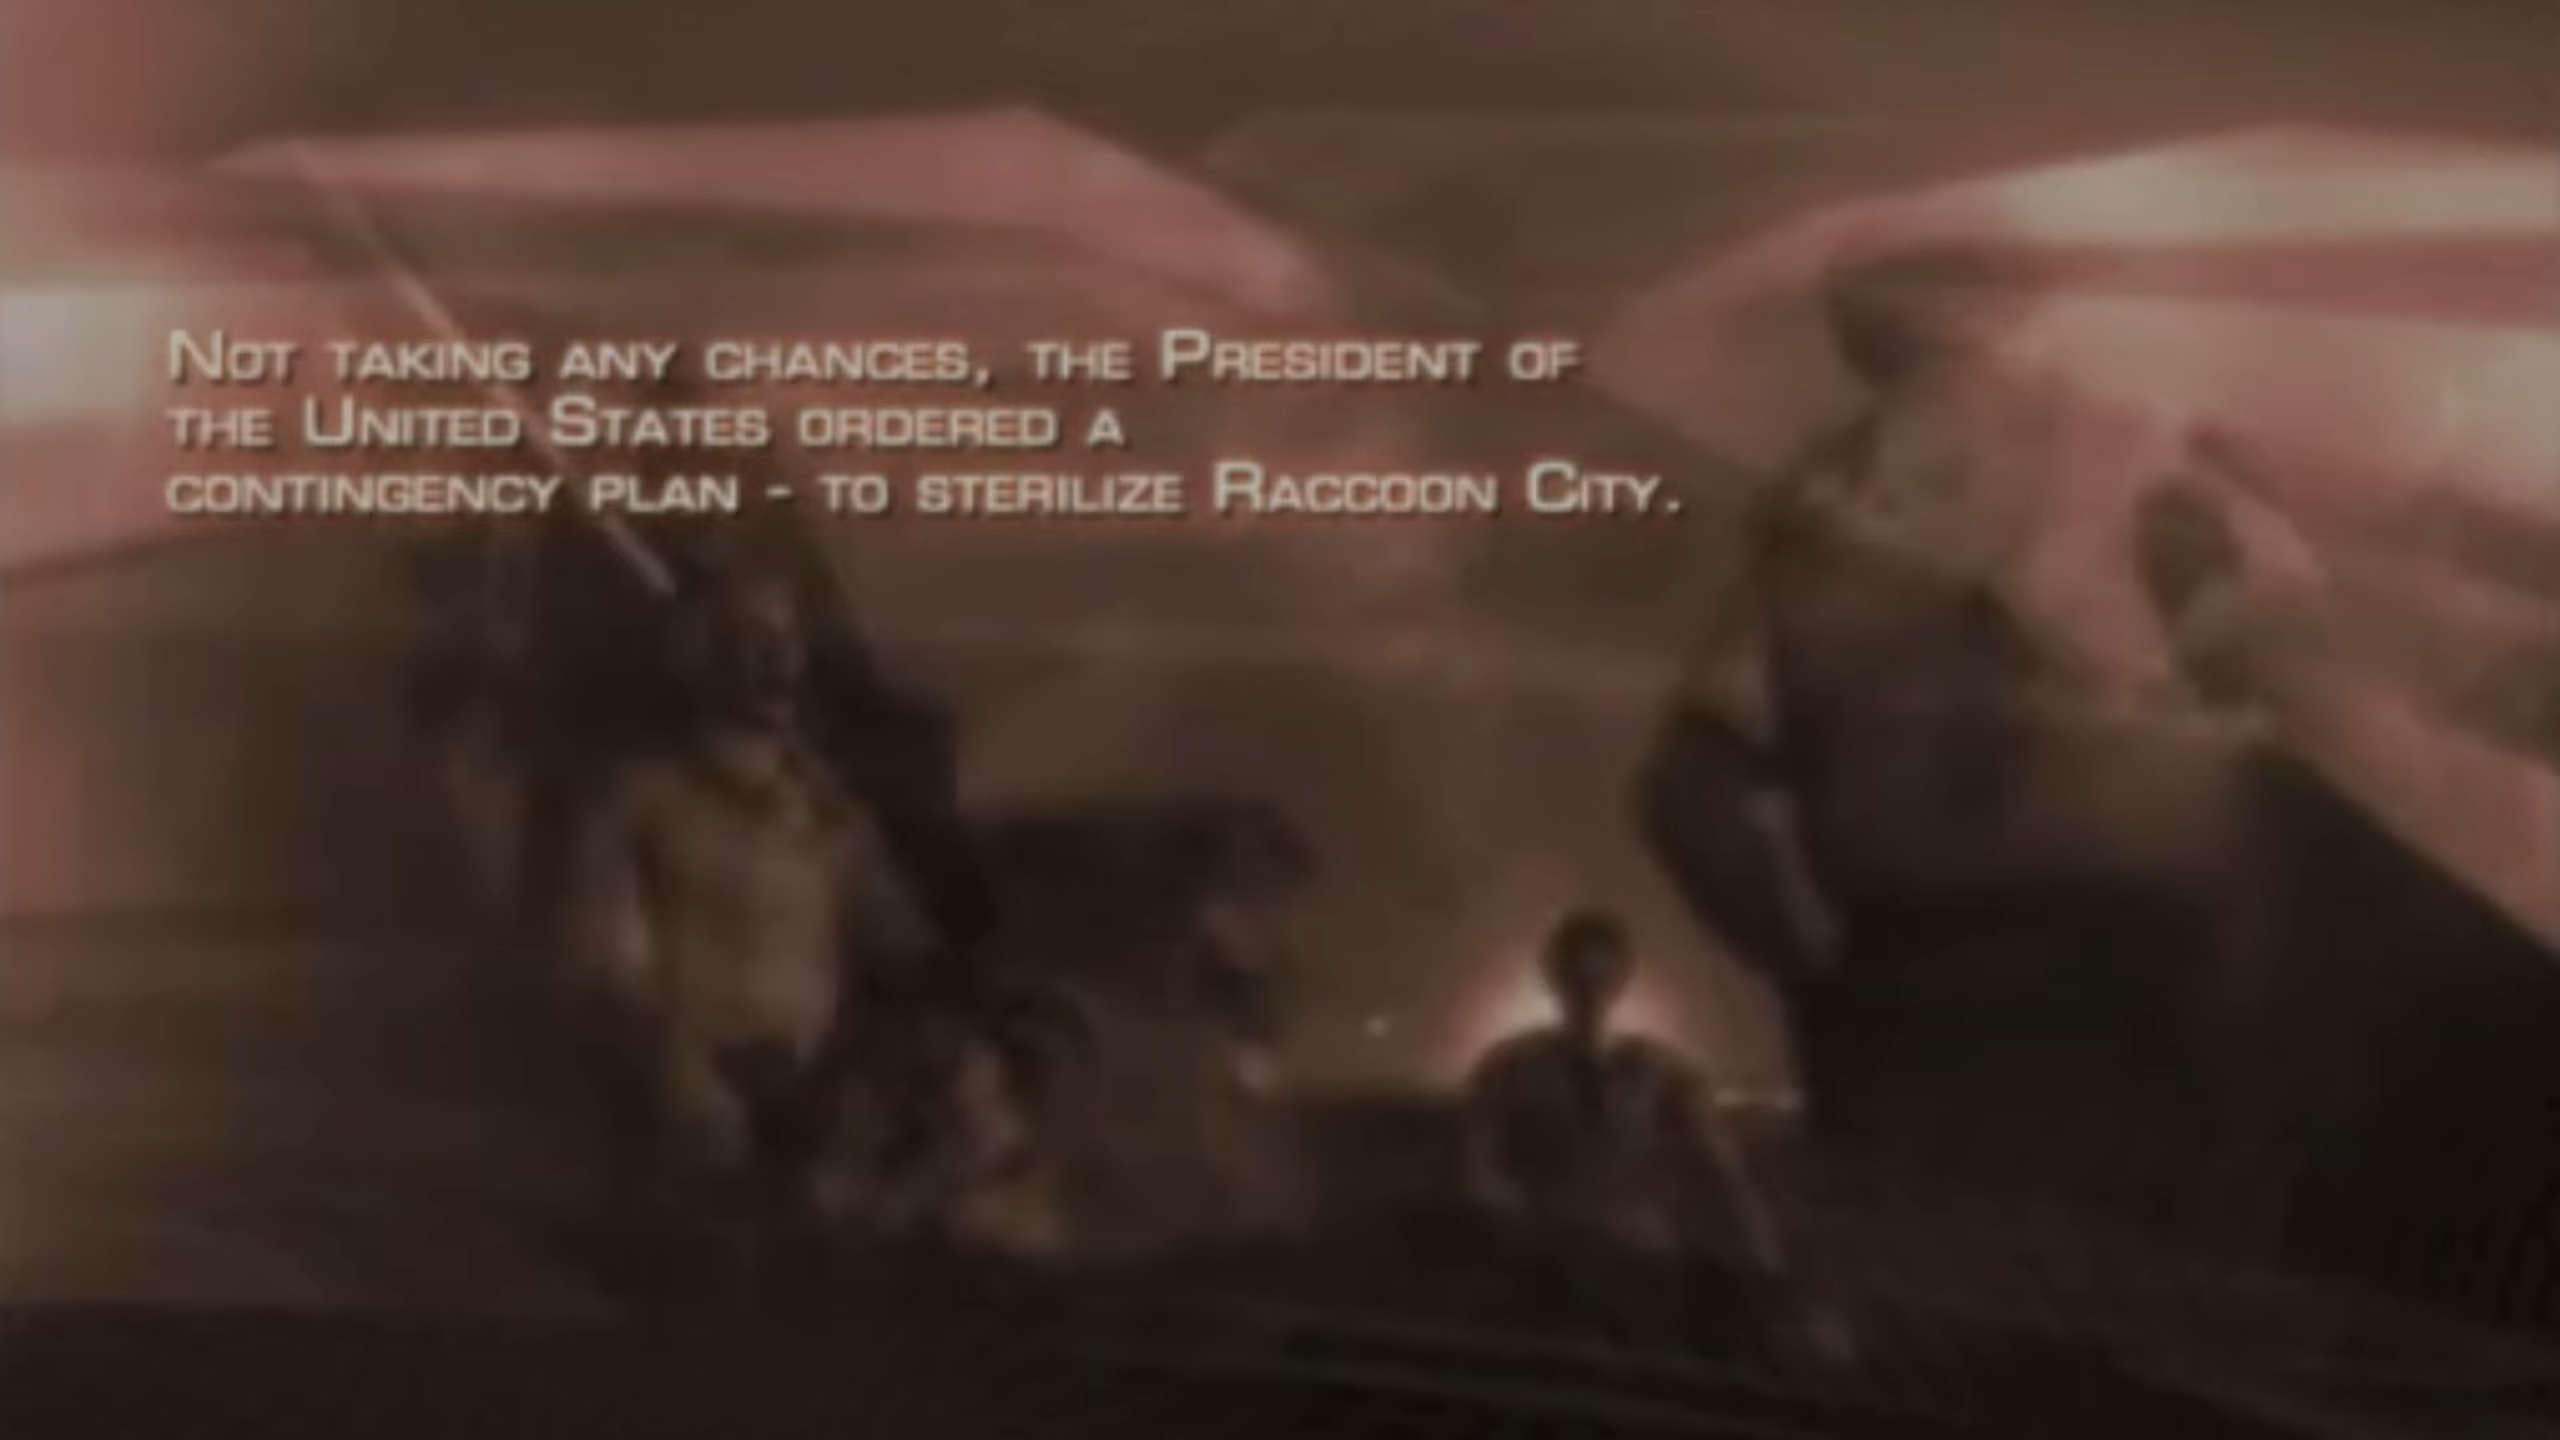 Not taking any chances, the President of
the United States ordered a
contingency plan - to sterilize Raccoon City.